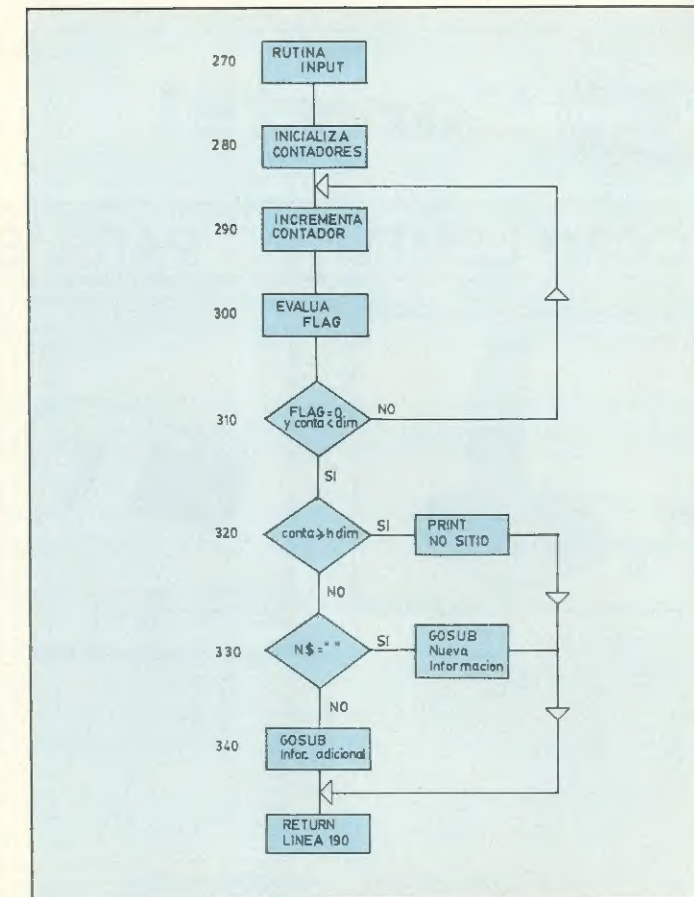 270
RUTINA
INPUT
280
INICIALIZA
CONTADORES
290
INCREMENTA
CONTADOR
300
EVALUA
FLAG
310
FLAG=0
y conta<dim
NO
SI
320
conta≥h dim
SI
PRINT
NO SITIO
NO
330
N$=" "
SI
GOSUB
Nueva
Informacion
NO
340
GOSUB
Infor. adicional
RETURN
LINEA 190